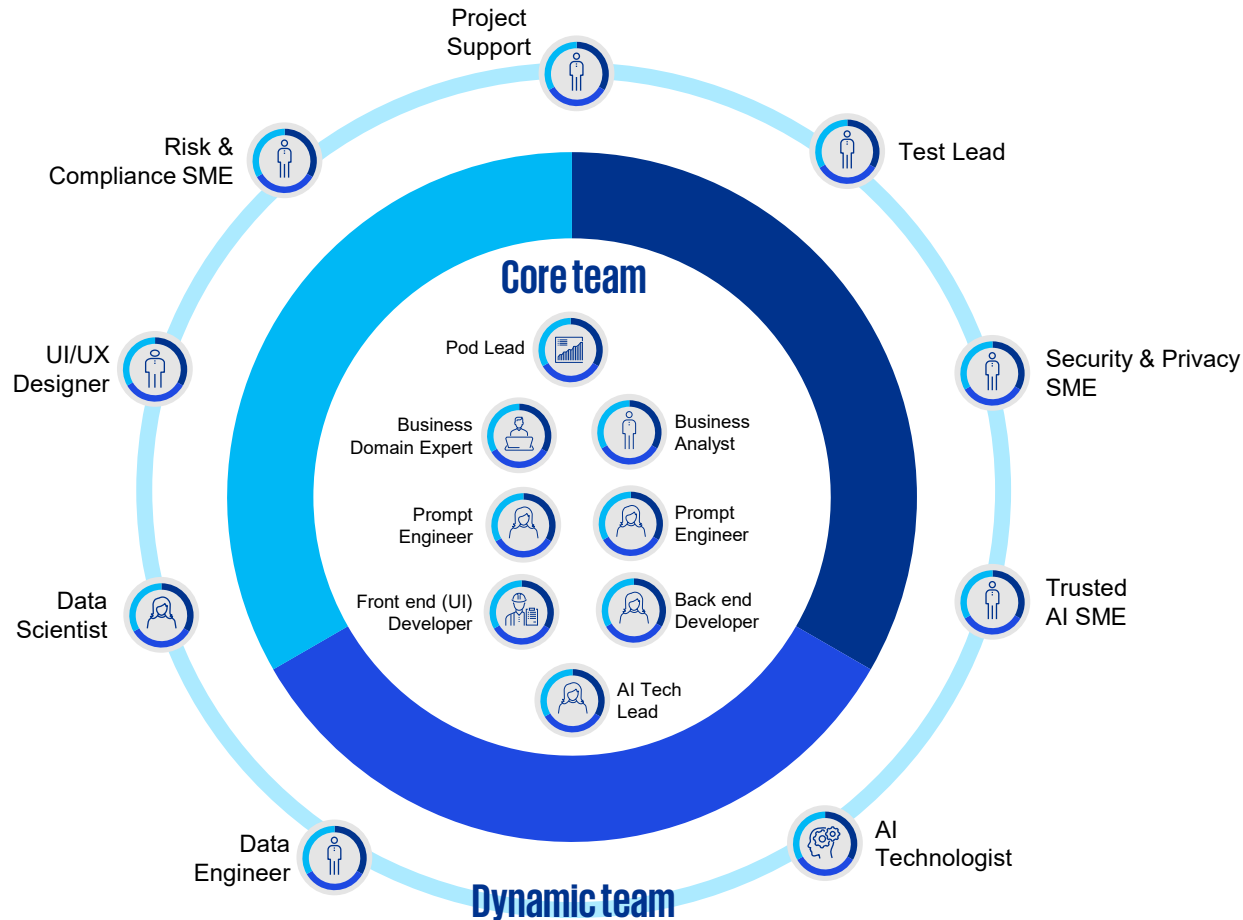 Project
Support
Risk &
Compliance SME
Test Lead
Core team
Pod Lead
UI/UX
Designer
Security & Privacy
SME
Business
Domain Expert
Business
Analyst
Prompt
Engineer
Prompt
Engineer
Data
Scientist
Front end (UI)
Developer
Back end
Developer
Trusted
AI SME
AI Tech
Lead
Data
Engineer
AI
Technologist
Dynamic team